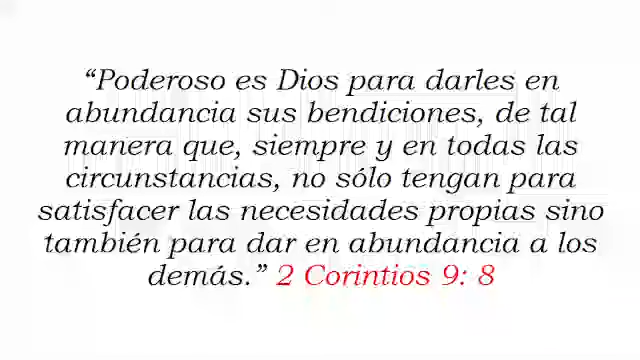 “Poderoso es Dios para darles en
abundancia sus bendiciones, de tal
manera que, siempre y en todas las
circunstancias, no sólo tengan para
satisfacer las necesidades propias sino
también para dar en abundancia a los
demás.” 2 Corintios 9: 8